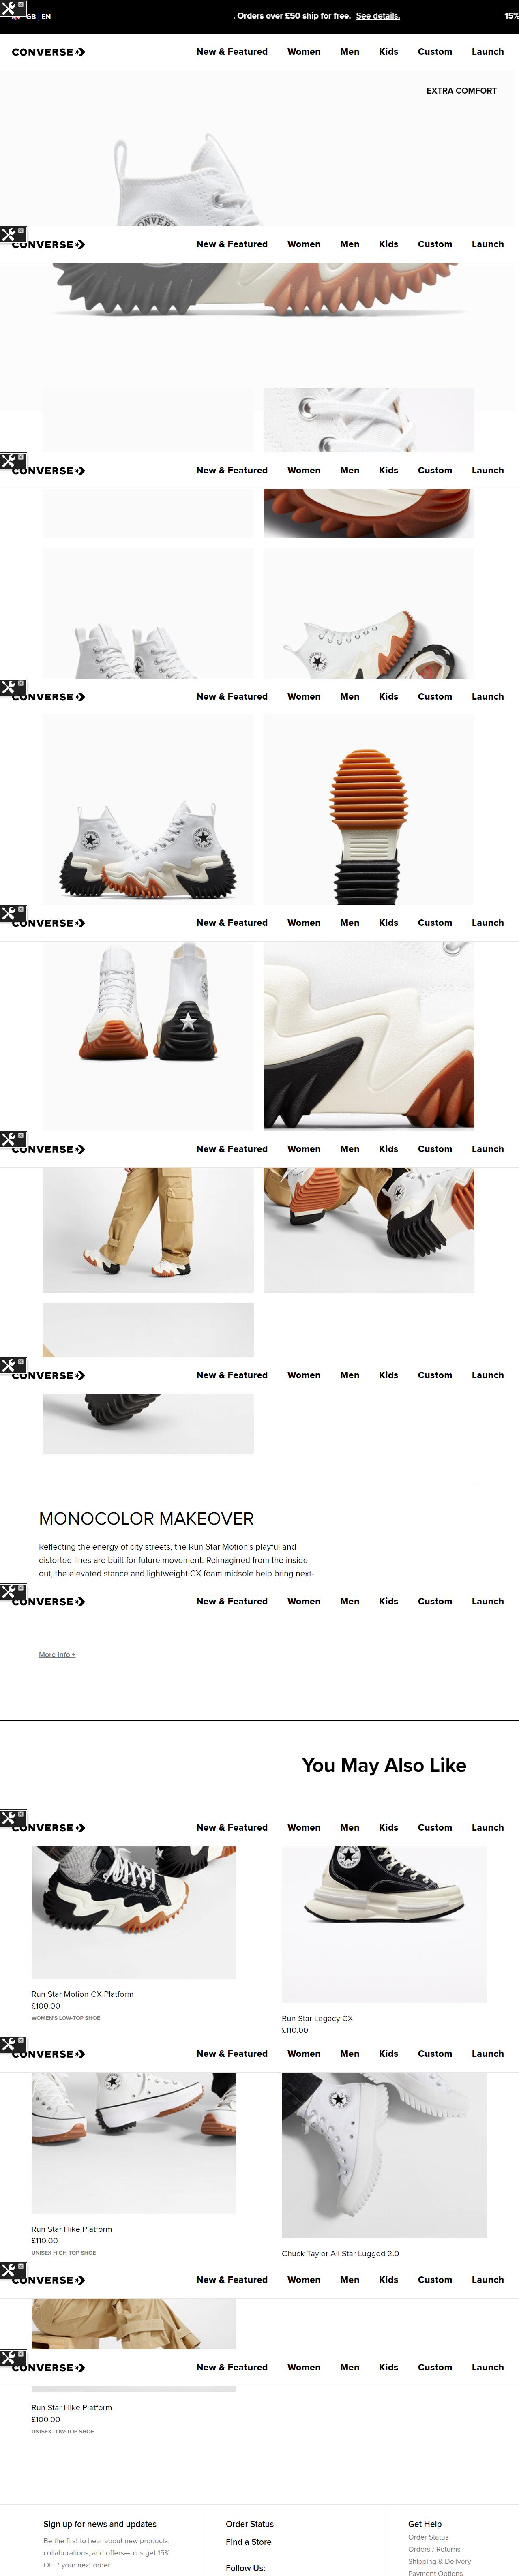 GB | EN
. Orders over £50 ship for free. See details.
15%
CONVERSE
New & Featured Women Men Kids Custom Launch
EXTRA COMFORT
CONVERSE
New & Featured Women Men Kids Custom Launch
CONVERSE
New & Featured Women Men Kids Custom Launch
CONVERSE
New & Featured Women Men Kids Custom Launch
CONVERSE
New & Featured Women Men Kids Custom Launch
CONVERSE
New & Featured Women Men Kids Custom Launch
CONVERSE
New & Featured Women Men Kids Custom Launch
MONOCOLOR MAKEOVER
Reflecting the energy of city streets, the Run Star Motion's playful and
distorted lines are built for future movement. Reimagined from the inside
out, the elevated stance and lightweight CX foam midsole help bring next-
CONVERSE
New & Featured Women Men Kids Custom Launch
More Info +
You May Also Like
CONVERSE
New & Featured Women Men Kids Custom Launch
Run Star Motion CX Platform
£100.00
WOMEN'S LOW-TOP SHOE
Run Star Legacy CX
£110.00
CONVERSE
New & Featured Women Men Kids Custom Launch
Run Star Hike Platform
£110.00
UNISEX HIGH-TOP SHOE
Chuck Taylor All Star Lugged 2.0
CONVERSE
New & Featured Women Men Kids Custom Launch
CONVERSE
New & Featured Women Men Kids Custom Launch
Run Star Hike Platform
£100.00
UNISEX LOW-TOP SHOE
Sign up for news and updates
Be the first to hear about new products,
collaborations, and offers—plus get 15%
OFF* your next order.
Order Status
Find a Store
Follow Us:
Get Help
Order Status
Orders / Returns
Shipping & Delivery
Payment Options